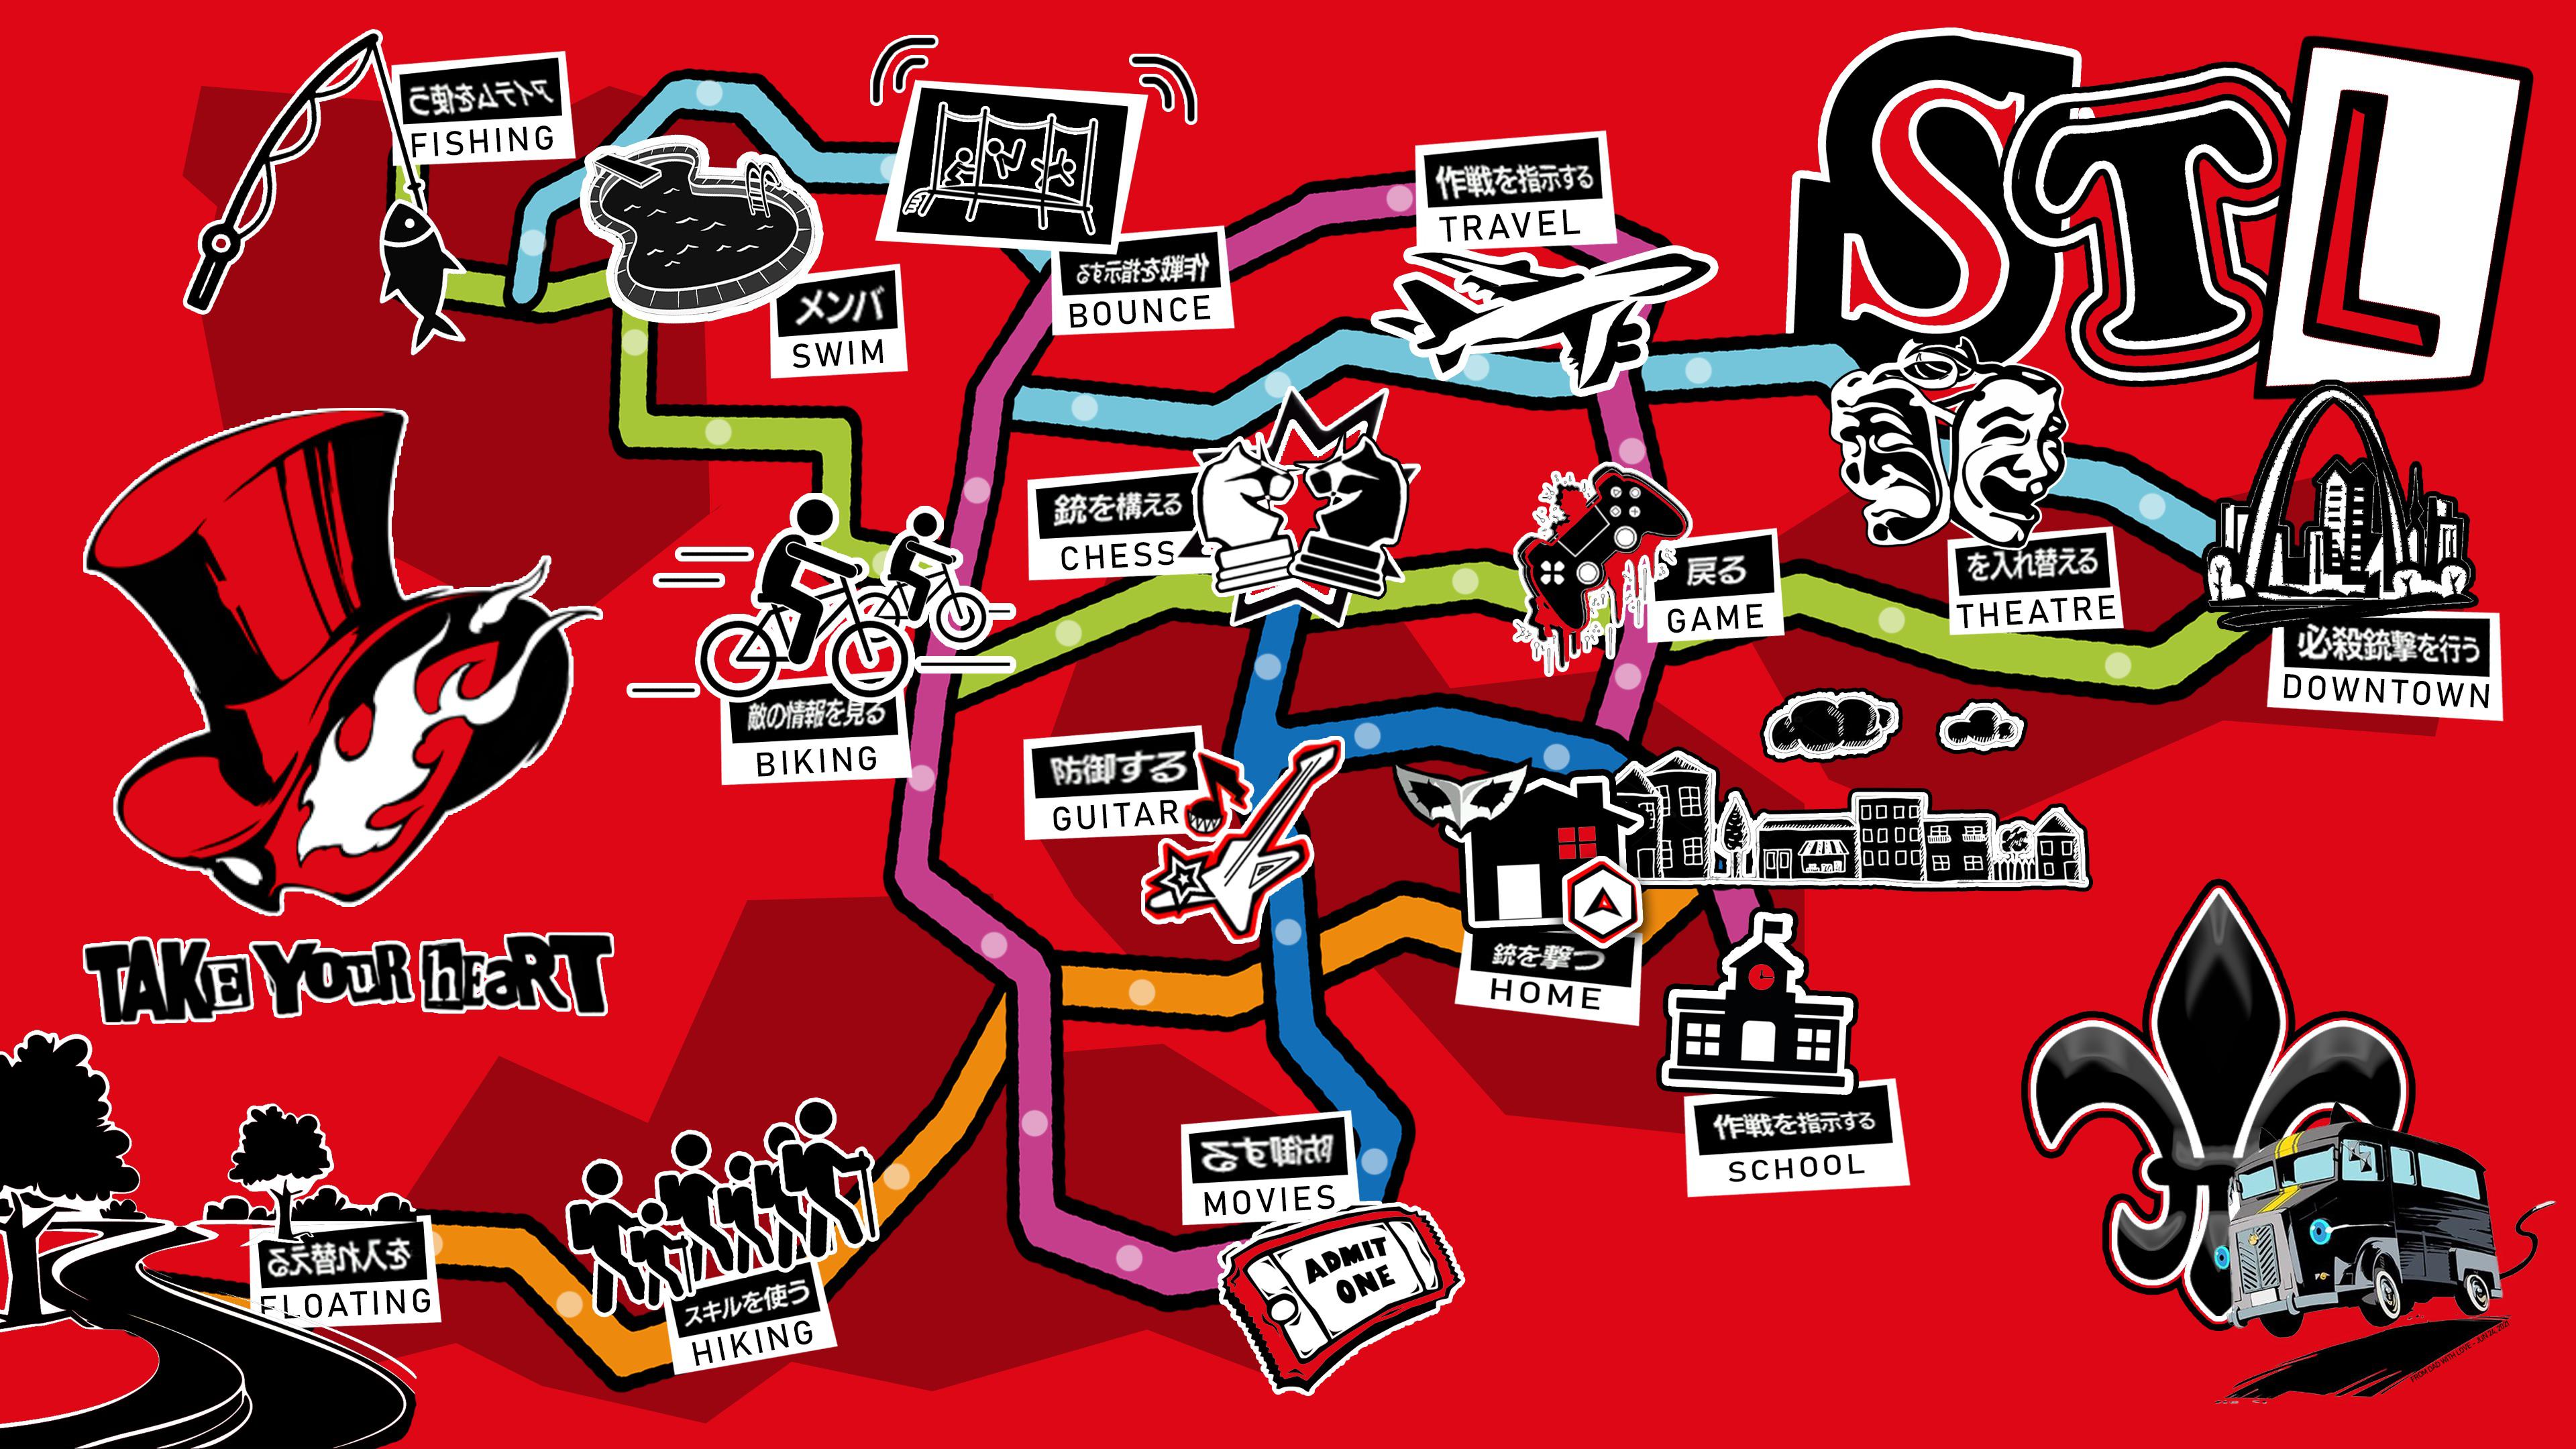 STL
アイテムを使う
FISHING
作戦を指示する
TRAVEL
作戦を指示する
BOUNCE
メンバ
SWIM
銃を構える
CHESS
戻る
GAME
を入れ替える
THEATRE
必殺銃撃を行う
DOWNTOWN
敵の情報を見る
BIKING
防御する
GUITAR
銃を撃つ
HOME
TAKE YOUR HEART
作戦を指示する
SCHOOL
防御する
MOVIES
ADMIT
ONE
を入れ替える
FLOATING
スキルを使う
HIKING